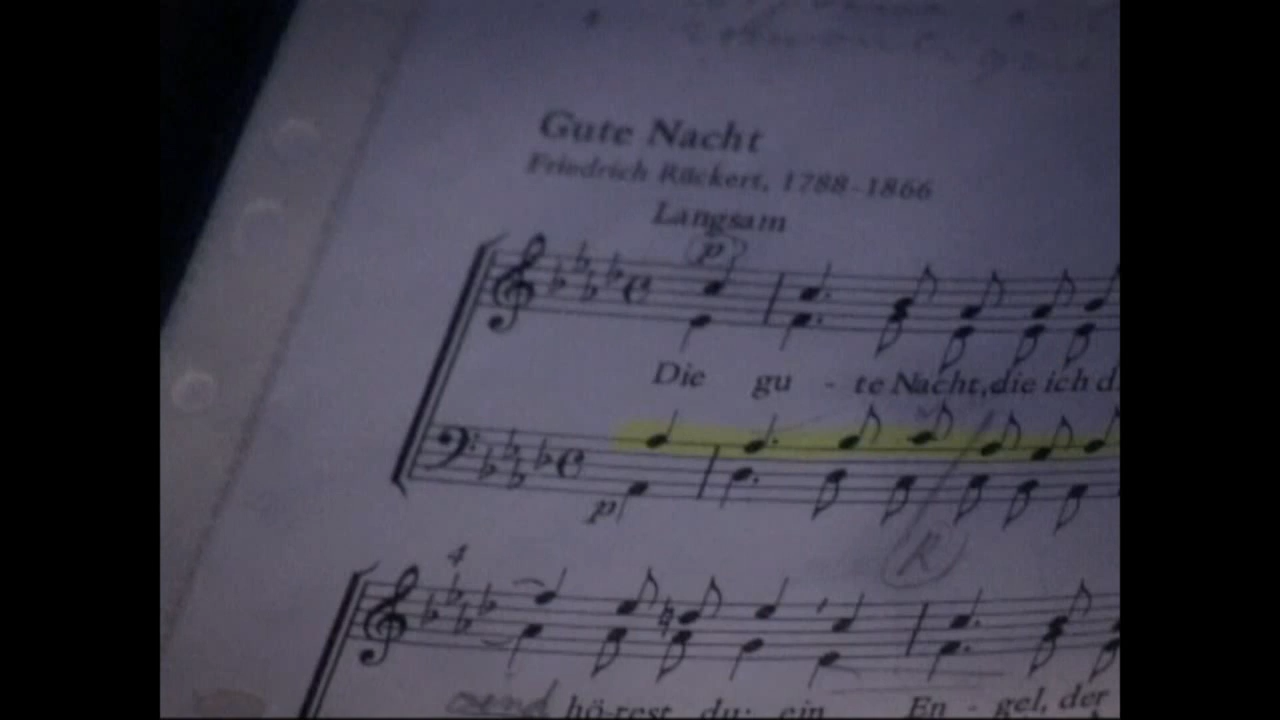 Gute Nacht
Friedrich Rückert, 1788-1866
Langsam
p
Die gu - te Nacht, die ich d
p
R
4
hö-rest du; ein En - gel, der